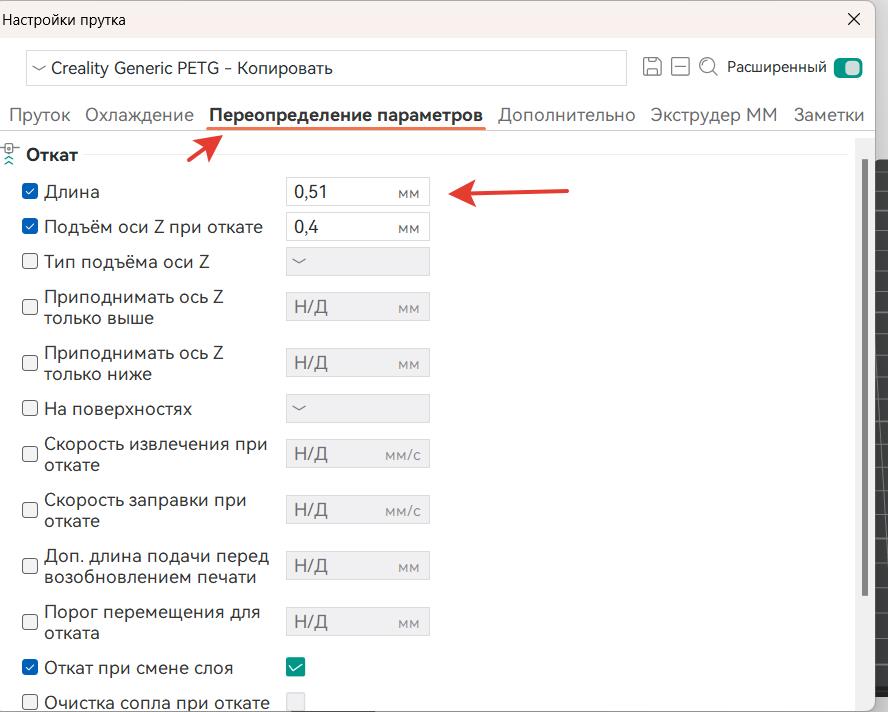 Настройки прутка
Creality Generic PETG - Копировать
Расширенный
Пруток Охлаждение Переопределение параметров Дополнительно Экструдер ММ Заметки
Откат
Длина 0,51 мм
Подъём оси Z при откате 0,4 мм
Тип подъёма оси Z
Приподнимать ось Z
только выше
Н/Д мм
Приподнимать ось Z
только ниже
Н/Д мм
На поверхностях
Скорость извлечения при
откате
Н/Д мм/с
Скорость заправки при
откате
Н/Д мм/с
Доп. длина подачи перед
возобновлением печати
Н/Д мм
Порог перемещения для
отката
Н/Д мм
Откат при смене слоя
Очистка сопла при откате